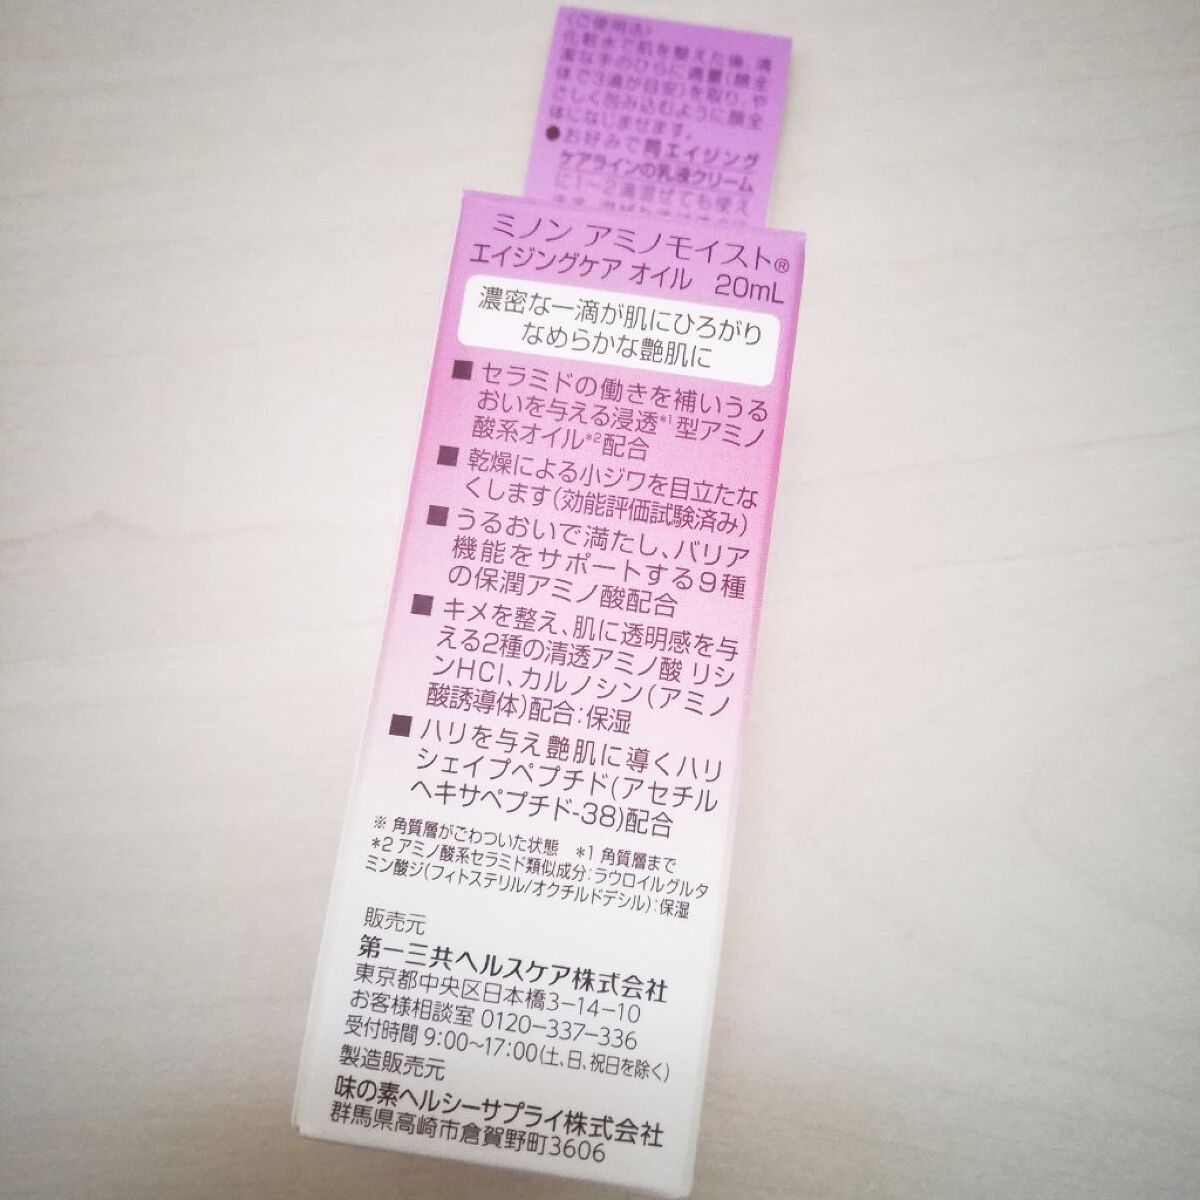 〈ご使用法〉
化粧水で肌を整えた後、清
潔な手のひらに適量(顔全
体で3滴が目安)を取り、や
さしく包み込むように顔全
体になじませます。
●お好みで同エイジング
ケアラインの乳液クリーム
に1~2滴混ぜても使え
ミノン アミノモイスト®
エイジングケア オイル 20mL
濃密な一滴が肌にひろがり
なめらかな艶肌に
■ セラミドの働きを補いうる
おいを与える浸透*1型アミノ
酸系オイル*2配合
■ 乾燥による小ジワを目立たな
くします(効能評価試験済み)
■ うるおいで満たし、バリア
機能をサポートする9種
の保潤アミノ酸配合
■ キメを整え、肌に透明感を与
える2種の清透アミノ酸 リシ
ンHCl、カルノシン(アミノ
酸誘導体)配合:保湿
■ ハリを与え艶肌に導くハリ
シェイプペプチド(アセチル
ヘキサペプチド-38)配合
※ 角質層がごわついた状態 *1 角質層まで
*2 アミノ酸系セラミド類似成分:ラウロイルグルタ
ミン酸ジ(フィトステリル/オクチルドデシル):保湿
販売元
第一三共ヘルスケア株式会社
東京都中央区日本橋3-14-10
お客様相談室 0120-337-336
受付時間 9:00~17:00(土、日、祝日を除く)
製造販売元
味の素ヘルシーサプライ株式会社
群馬県高崎市倉賀野町3606